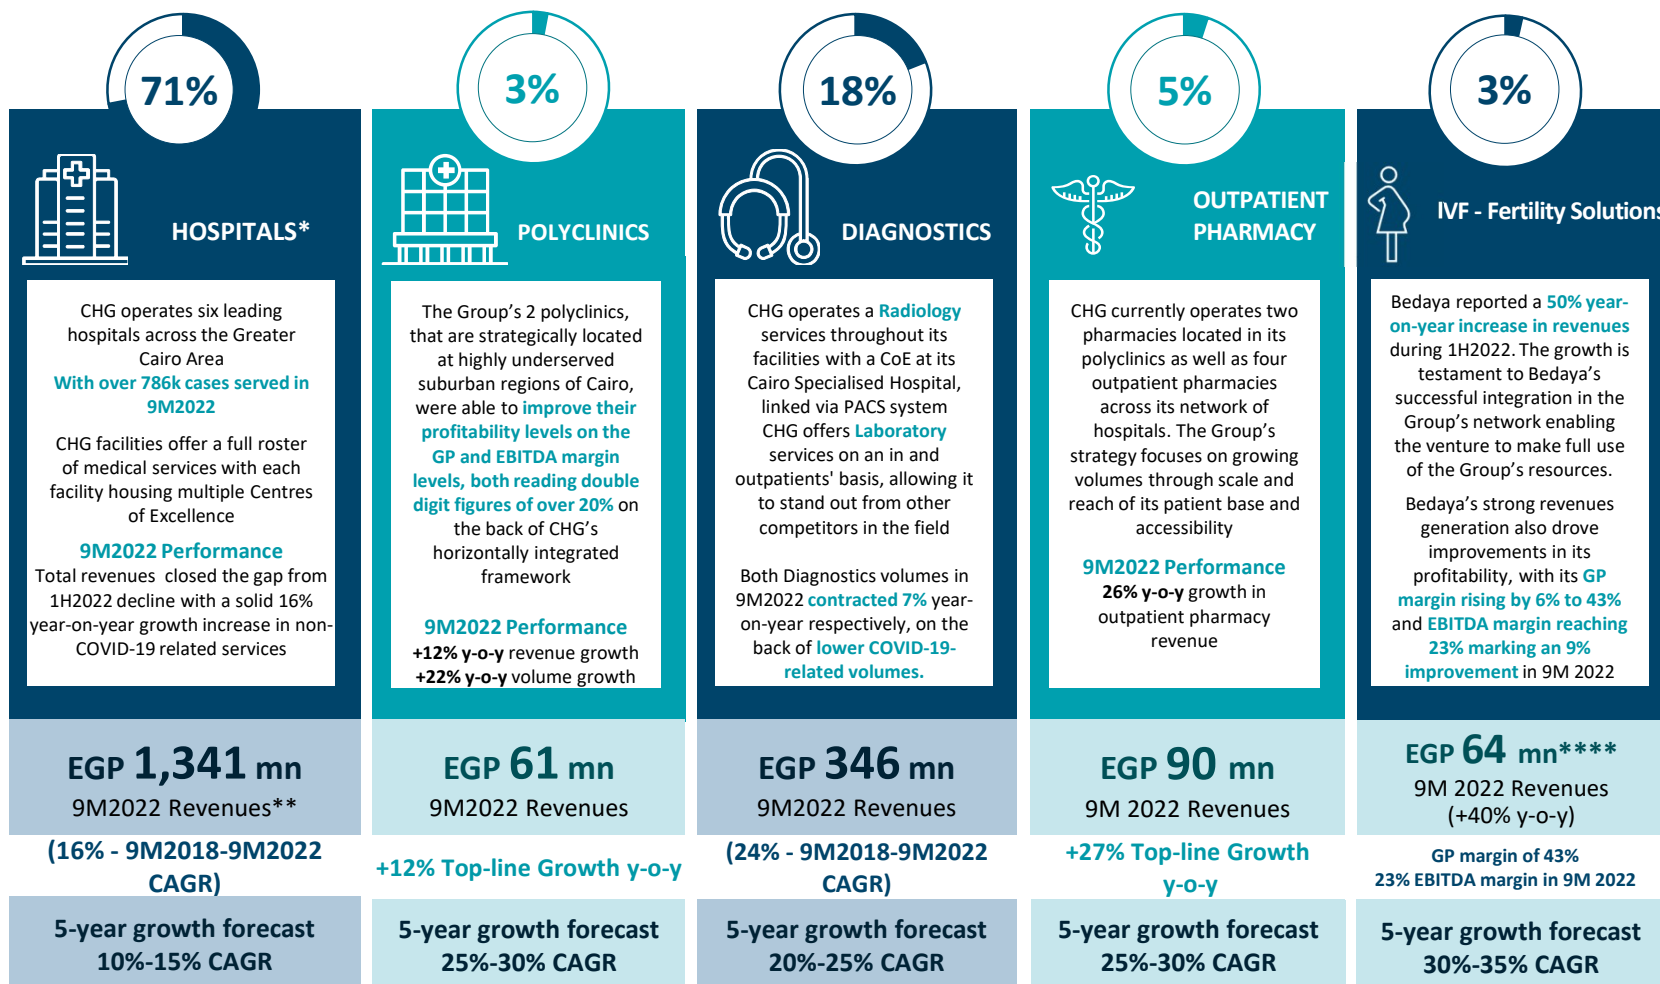 71%
HOSPITALS*
CHG operates six leading
hospitals across the Greater
Cairo Area
With over 786k cases served in
9M2022
CHG facilities offer a full roster
of medical services with each
facility housing multiple Centres
of Excellence
9M2022 Performance
Total revenues closed the gap from
1H2022 decline with a solid 16%
year-on-year growth increase in non-
COVID-19 related services
EGP 1,341 mn
9M2022 Revenues**
(16% - 9M2018-9M2022
CAGR)
5-year growth forecast
10%-15% CAGR
3%
POLYCLINICS
The Group's 2 polyclinics,
that are strategically located
at highly underserved
suburban regions of Cairo,
were able to improve their
profitability levels on the
GP and EBITDA margin
levels, both reading double
digit figures of over 20% on
the back of CHG's
horizontally integrated
framework
9M2022 Performance
+12% y-o-y revenue growth
+22% y-o-y volume growth
EGP 61 mn
9M2022 Revenues
+12% Top-line Growth y-o-y
5-year growth forecast
25%-30% CAGR
18%
DIAGNOSTICS
CHG operates a Radiology
services throughout its
facilities with a CoE at its
Cairo Specialised Hospital,
linked via PACS system
CHG offers Laboratory
services on an in and
outpatients' basis, allowing it
to stand out from other
competitors in the field
Both Diagnostics volumes in
9M2022 contracted 7% year-
on-year respectively, on the
back of lower COVID-19-
related volumes.
EGP 346 mn
9M2022 Revenues
(24% - 9M2018-9M2022
CAGR)
5-year growth forecast
20%-25% CAGR
5%
OUTPATIENT
PHARMACY
CHG currently operates two
pharmacies located in its
polyclinics as well as four
outpatient pharmacies
across its network of
hospitals. The Group's
strategy focuses on growing
volumes through scale and
reach of its patient base and
accessibility
9M2022 Performance
26% y-o-y growth in
outpatient pharmacy
revenue
EGP 90 mn
9M 2022 Revenues
+27% Top-line Growth
y-o-y
5-year growth forecast
25%-30% CAGR
3%
IVF - Fertility Solutions
Bedaya reported a 50% year-
on-year increase in revenues
during 1H2022. The growth is
testament to Bedaya's
successful integration in the
Group's network enabling
the venture to make full use
of the Group's resources.
Bedaya's strong revenues
generation also drove
improvements in its
profitability, with its GP
margin rising by 6% to 43%
and EBITDA margin reaching
23% marking an 9%
improvement in 9M 2022
EGP 64 mn****
9M 2022 Revenues
(+40% y-o-y)
GP margin of 43%
23% EBITDA margin in 9M 2022
5-year growth forecast
30%-35% CAGR